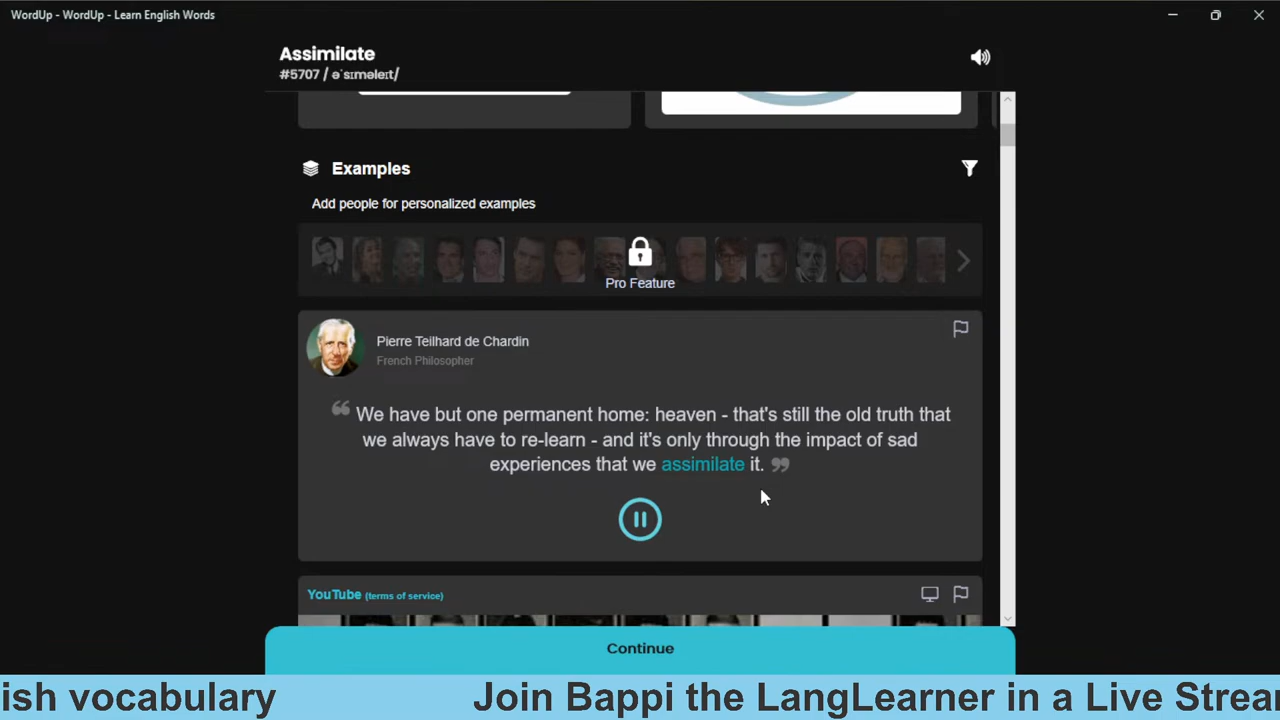 WordUp - WordUp - Learn English Words
Assimilate
#5707 / əˈsɪməleɪt/
Examples
Add people for personalized examples
Pro Feature
Pierre Teilhard de Chardin
French Philosopher
“ We have but one permanent home: heaven - that's still the old truth that
we always have to re-learn - and it's only through the impact of sad
experiences that we assimilate it. ”
YouTube (terms of service)
Continue
ish vocabulary Join Bappi the LangLearner in a Live Strea